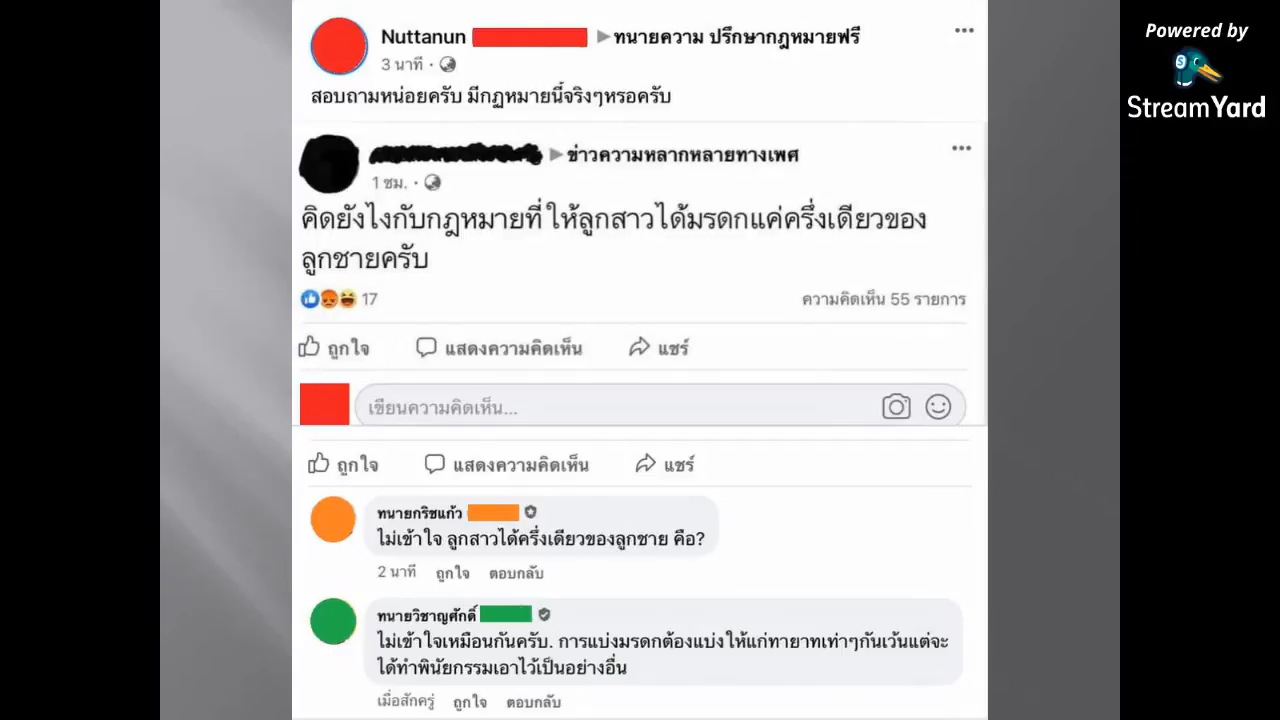 Nuttanun ▶ ทนายความ ปรึกษากฎหมายฟรี
3 นาที ·
สอบถามหน่อยครับ มีกฏหมายนี้จริงๆหรอครับ
▶ ข่าวความหลากหลายทางเพศ
1 ชม. ·
คิดยังไงกับกฎหมายที่ให้ลูกสาวได้มรดกแค่ครึ่งเดียวของ
ลูกชายครับ
17
ความคิดเห็น 55 รายการ
ถูกใจ แสดงความคิดเห็น แชร์
เขียนความคิดเห็น...
ถูกใจ แสดงความคิดเห็น แชร์
ทนายกริชแก้ว
ไม่เข้าใจ ลูกสาวได้ครึ่งเดียวของลูกชาย คือ?
2 นาที ถูกใจ ตอบกลับ
ทนายวิชาญศักดิ์
ไม่เข้าใจเหมือนกันครับ. การแบ่งมรดกต้องแบ่งให้แก่ทายาทเท่าๆกันเว้นแต่จะ
ได้ทำพินัยกรรมเอาไว้เป็นอย่างอื่น
เมื่อสักครู่ ถูกใจ ตอบกลับ
Powered by
StreamYard